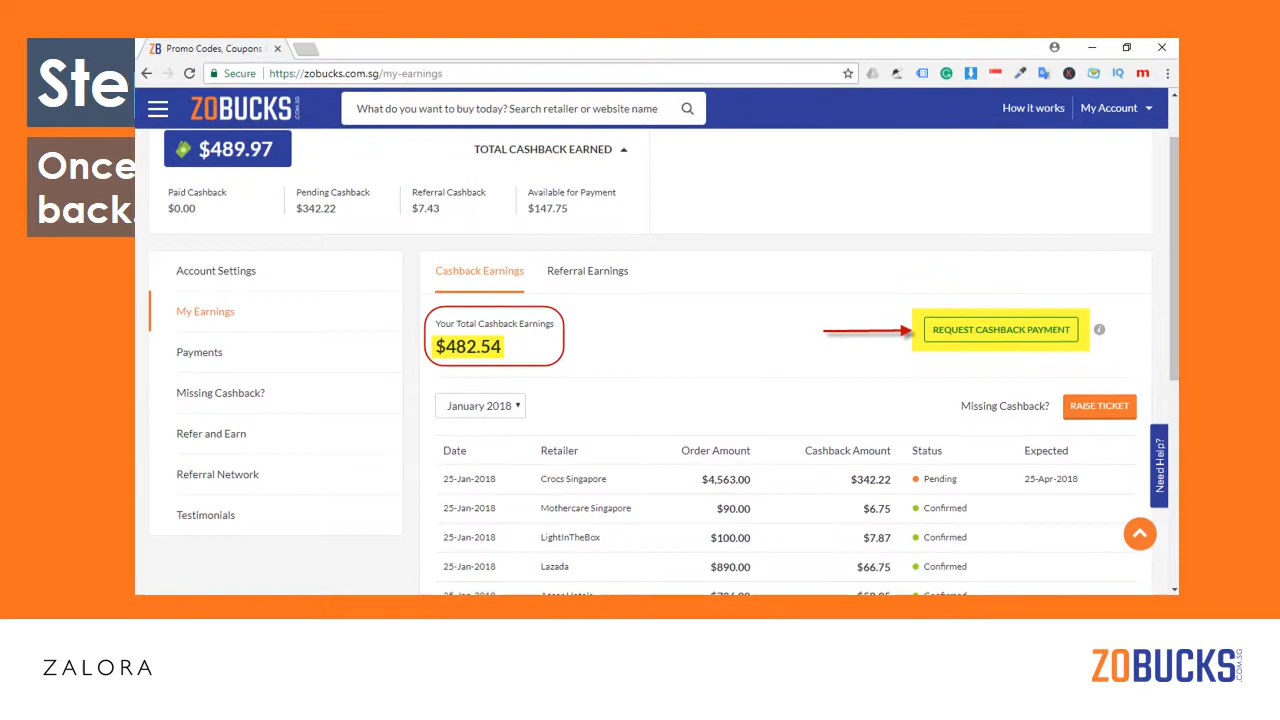 Ste
Once
back.
ZB Promo Codes, Coupons
Secure https://zobucks.com.sg/my-earnings
ZOBUCKS.COM.SG
What do you want to buy today? Search retailer or website name
How it works My Account
$489.97 TOTAL CASHBACK EARNED
Paid Cashback Pending Cashback Referral Cashback Available for Payment
$0.00 $342.22 $7.43 $147.75
Account Settings
My Earnings
Payments
Missing Cashback?
Refer and Earn
Referral Network
Testimonials
Cashback Earnings Referral Earnings
Your Total Cashback Earnings
$482.54
REQUEST CASHBACK PAYMENT
January 2018 Missing Cashback? RAISE TICKET
Date Retailer Order Amount Cashback Amount Status Expected
25-Jan-2018 Crocs Singapore $4,563.00 $342.22 Pending 25-Apr-2018
25-Jan-2018 Mothercare Singapore $90.00 $6.75 Confirmed
25-Jan-2018 LightInTheBox $100.00 $7.87 Confirmed
25-Jan-2018 Lazada $890.00 $66.75 Confirmed
Need Help?
ZALORA
ZOBUCKS.COM.SG